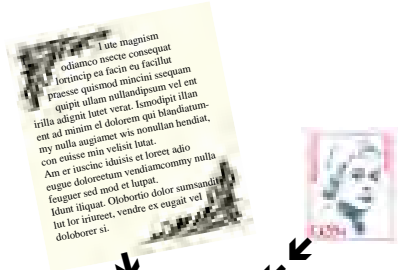 l ute magnism
odiamco nsecte consequat
lortincip ea facin eu facillut
praesse quismod mincini ssequam
quipit ullam nullandipsum vel ent
irilla adignit lutet verat. Ismodipit illan
ent ad minim el dolorem qui blandiatum-
my nulla augiamet wis nonullan hendiat,
con euisse min velisit lutat.
Am er iuscinc iduisis et loreet adio
eugue doloreetum vendiamcommy nulla
feuguer sed mod et lutpat.
Idunt iliquat. Olobortio dolor sumsandit
lut lor iriureet, vendre ex eugait vel
doloborer si.